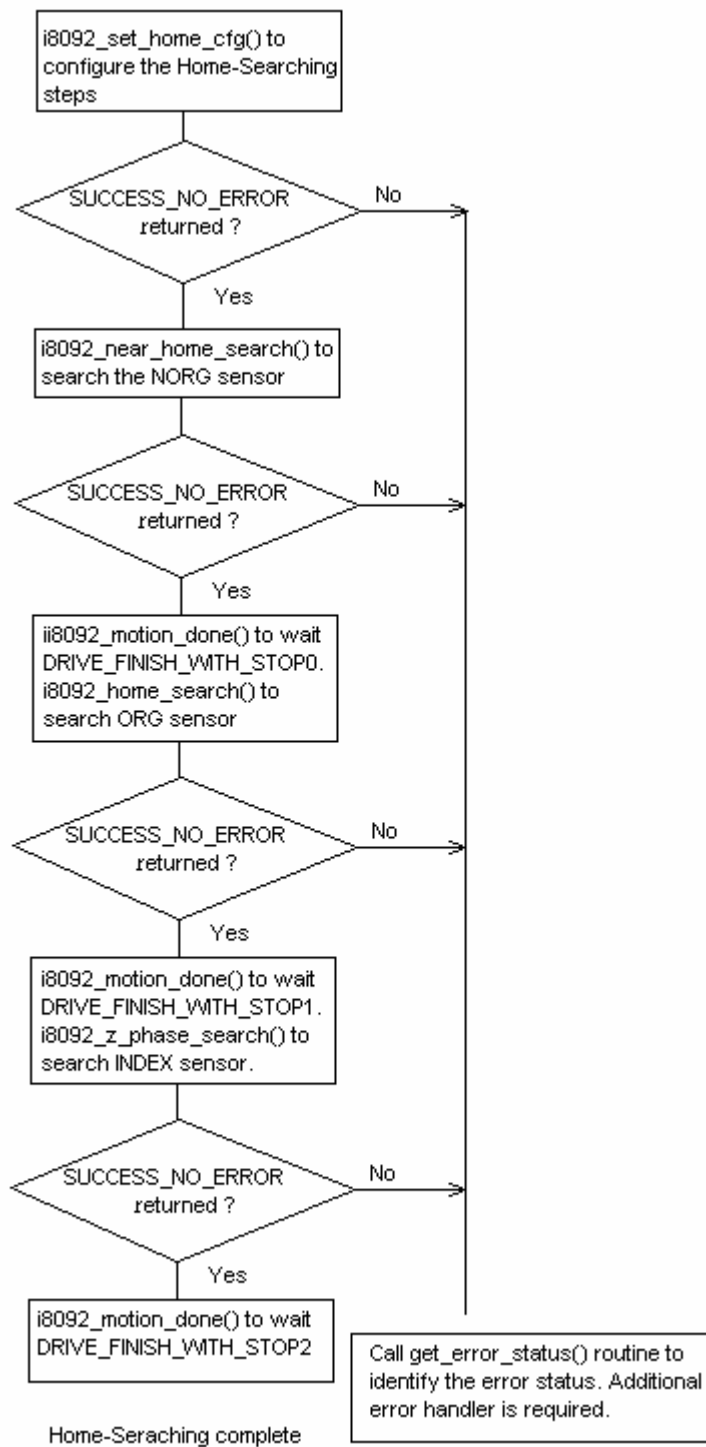 i8092_set_home_cfg() to
configure the Home-Searching
steps
SUCCESS_NO_ERROR
returned ?
No
Yes
i8092_near_home_search() to
search the NORG sensor
SUCCESS_NO_ERROR
returned ?
No
Yes
ii8092_motion_done() to wait
DRIVE_FINISH_WITH_STOP0.
i8092_home_search() to
search ORG sensor
SUCCESS_NO_ERROR
returned ?
No
Yes
i8092_motion_done() to wait
DRIVE_FINISH_WITH_STOP1.
i8092_z_phase_search() to
search INDEX sensor.
SUCCESS_NO_ERROR
returned ?
No
Yes
i8092_motion_done() to wait
DRIVE_FINISH_WITH_STOP2
Call get_error_status() routine to
identify the error status. Additional
error handler is required.
Home-Seraching complete